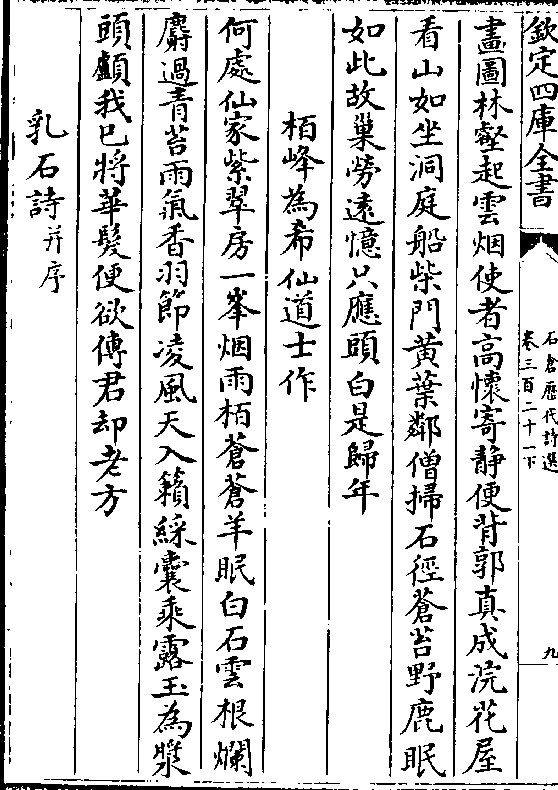 欽定四庫全書
石倉歷代詩選
卷三百二十一下
九
畫圖林壑起雲烟使者高懷寄静便背郭真成浣花屋
看山如坐洞庭船柴門黄葉鄰僧掃石徑蒼苔野鹿眠
如此故巢勞遠憶只應頭白是歸年
栢峰為希仙道士作
何處仙家紫翠房一峯烟雨栢蒼蒼羊眠白石雲根爛
麝過青苔雨氣香羽節凌風天入籟綵囊乘露玉為漿
頭顱我已將華髮便欲傳君却老方
乳石詩并序